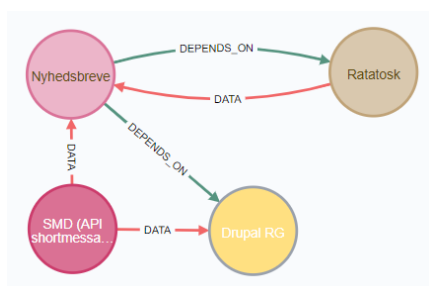 DEPENDS_ON
Nyhedsbreve
Ratatosk
DATA
DEPENDS_ON
DATA
SMD (API
shortmessa...
DATA
Drupal RG